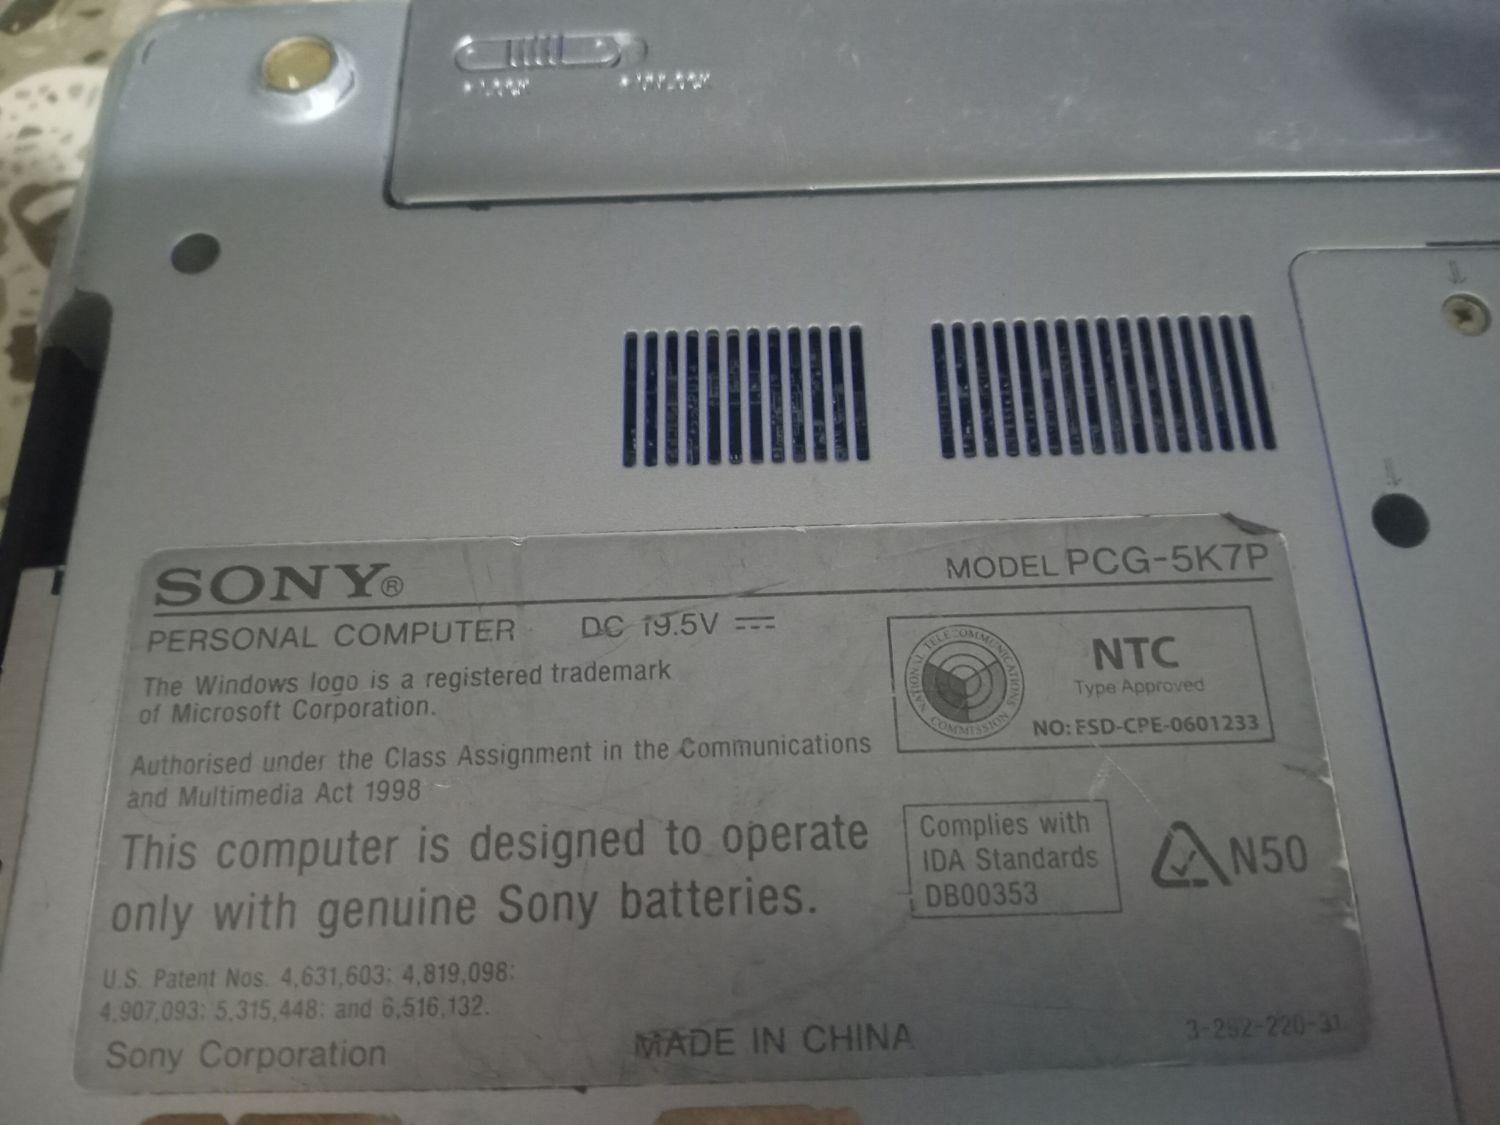 SONY®
MODEL PCG-5K7P
PERSONAL COMPUTER DC 19.5V
The Windows logo is a registered trademark
of Microsoft Corporation.
NATIONAL TELECOMMUNICATIONS COMMISSION
NTC
Type Approved
NO: ESD-CPE-0601233
Authorised under the Class Assignment in the Communications
and Multimedia Act 1998
This computer is designed to operate
only with genuine Sony batteries.
Complies with
IDA Standards
DB00353
N50
U.S. Patent Nos. 4,631,603; 4,819,098;
4,907,093; 5,315,448; and 6,516,132.
Sony Corporation
MADE IN CHINA